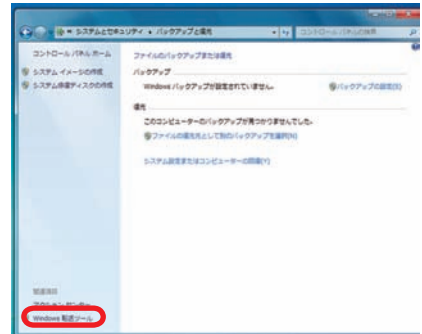 システムとセキュリティ ▸ バックアップと復元
コントロール パネルの検索
コントロール パネル ホーム
システム イメージの作成
システム修復ディスクの作成
ファイルのバックアップまたは復元
バックアップ
Windows バックアップが設定されていません。
バックアップの設定(S)
復元
このコンピューターのバックアップが見つかりませんでした。
ファイルの復元元として別のバックアップを選択(N)
システム設定またはコンピューターの回復(Y)
関連項目
アクション センター
Windows 転送ツール